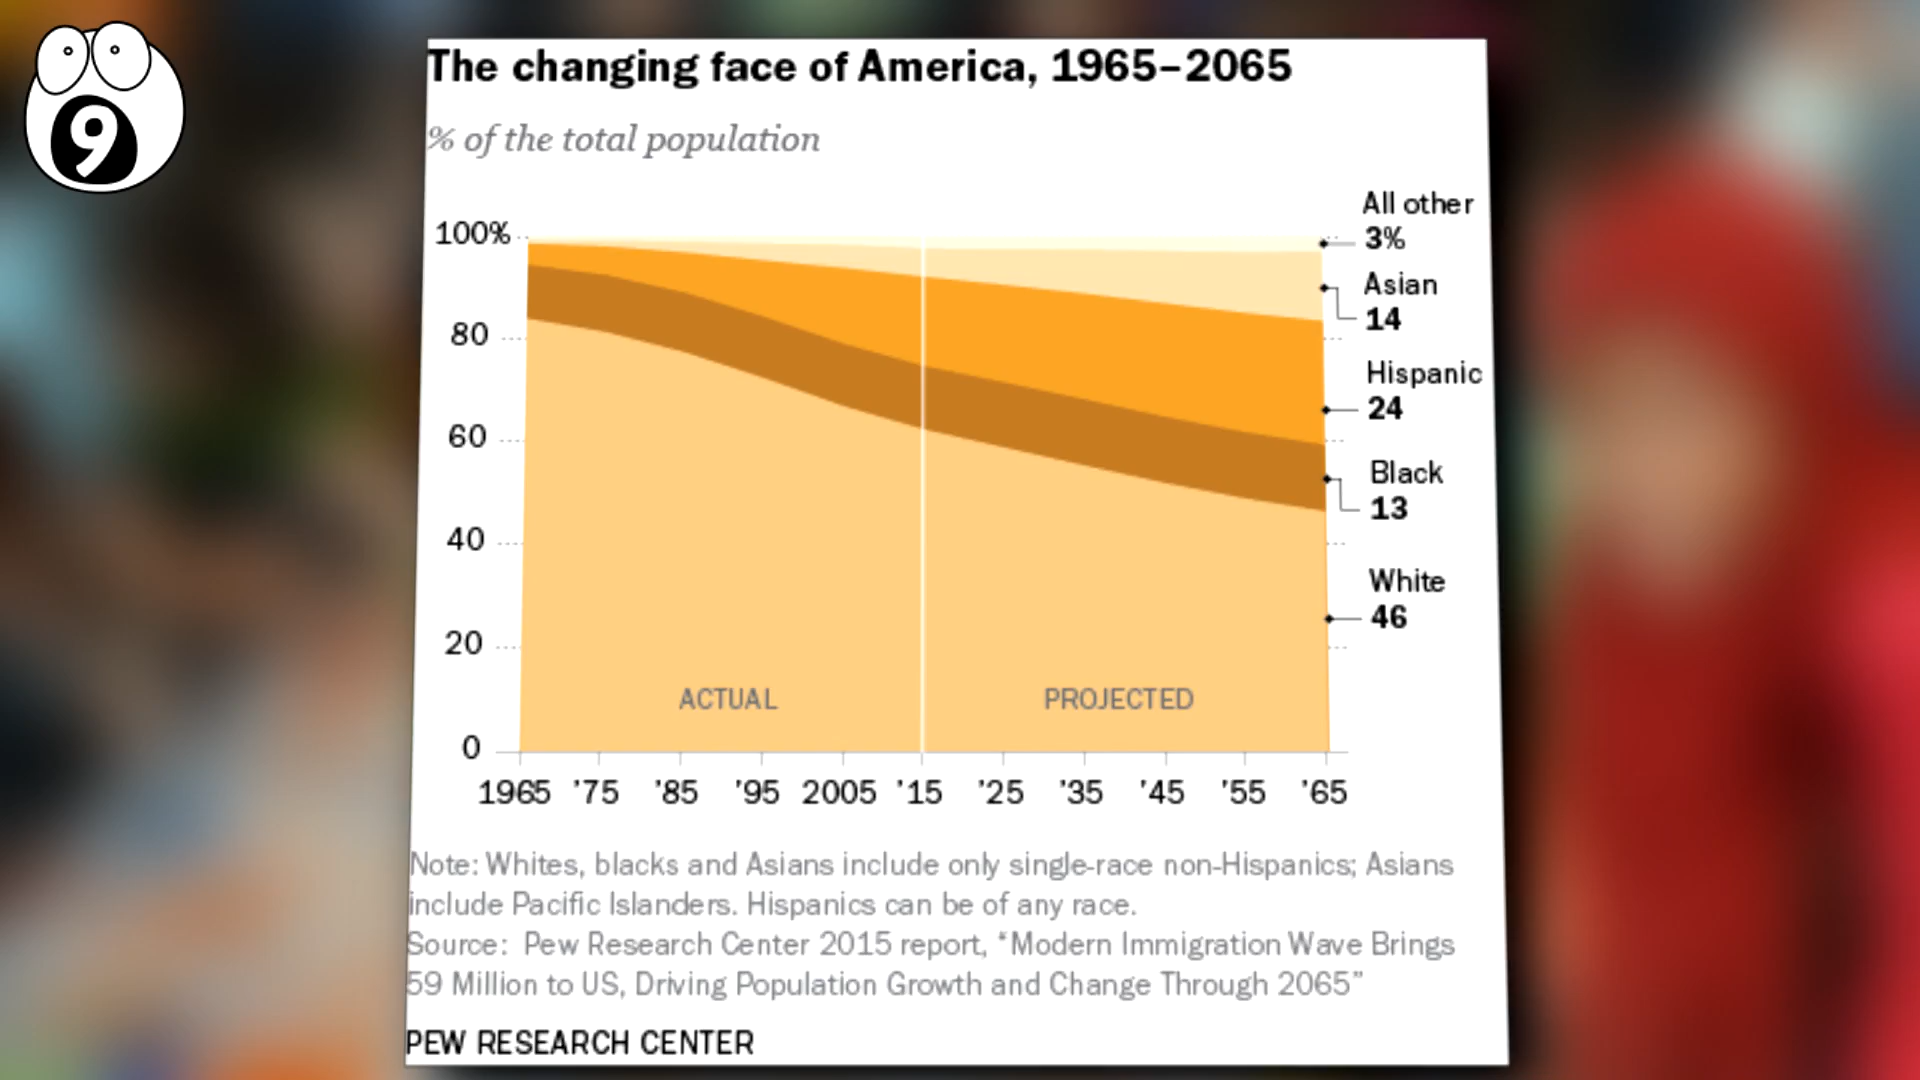 9
The changing face of America, 1965–2065
% of the total population
100%
80
60
40
20
0
All other
3%
Asian
14
Hispanic
24
Black
13
White
46
ACTUAL
PROJECTED
1965 ’75 ’85 ’95 2005 ’15 ’25 ’35 ’45 ’55 ’65
Note: Whites, blacks and Asians include only single-race non-Hispanics; Asians
include Pacific Islanders. Hispanics can be of any race.
Source: Pew Research Center 2015 report, “Modern Immigration Wave Brings
59 Million to US, Driving Population Growth and Change Through 2065”
PEW RESEARCH CENTER